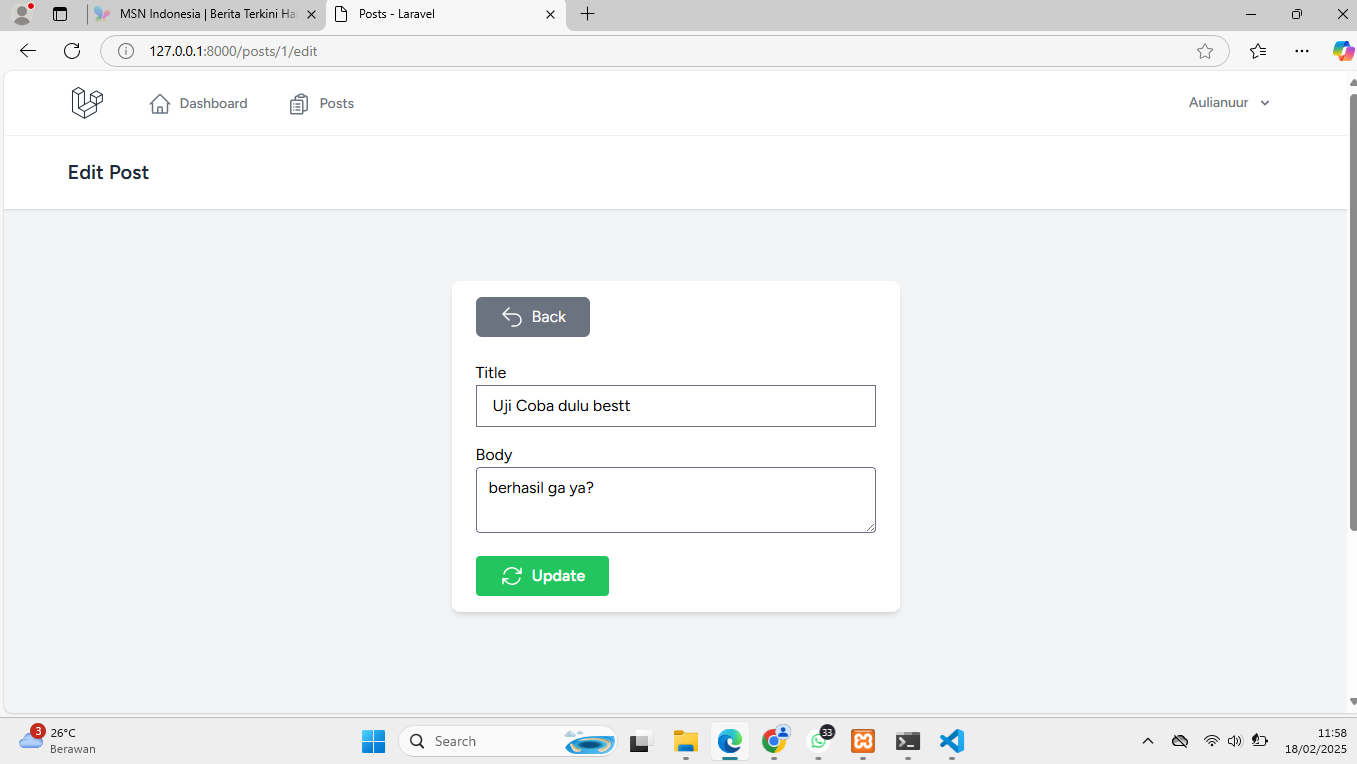 MSN Indonesia | Berita Terkini Ha
Posts - Laravel
127.0.0.1:8000/posts/1/edit
Dashboard
Posts
Aulianuur
Edit Post
Back
Title
Uji Coba dulu bestt
Body
berhasil ga ya?
Update
3
26°C
Berawan
Search
33
11:58
18/02/2025